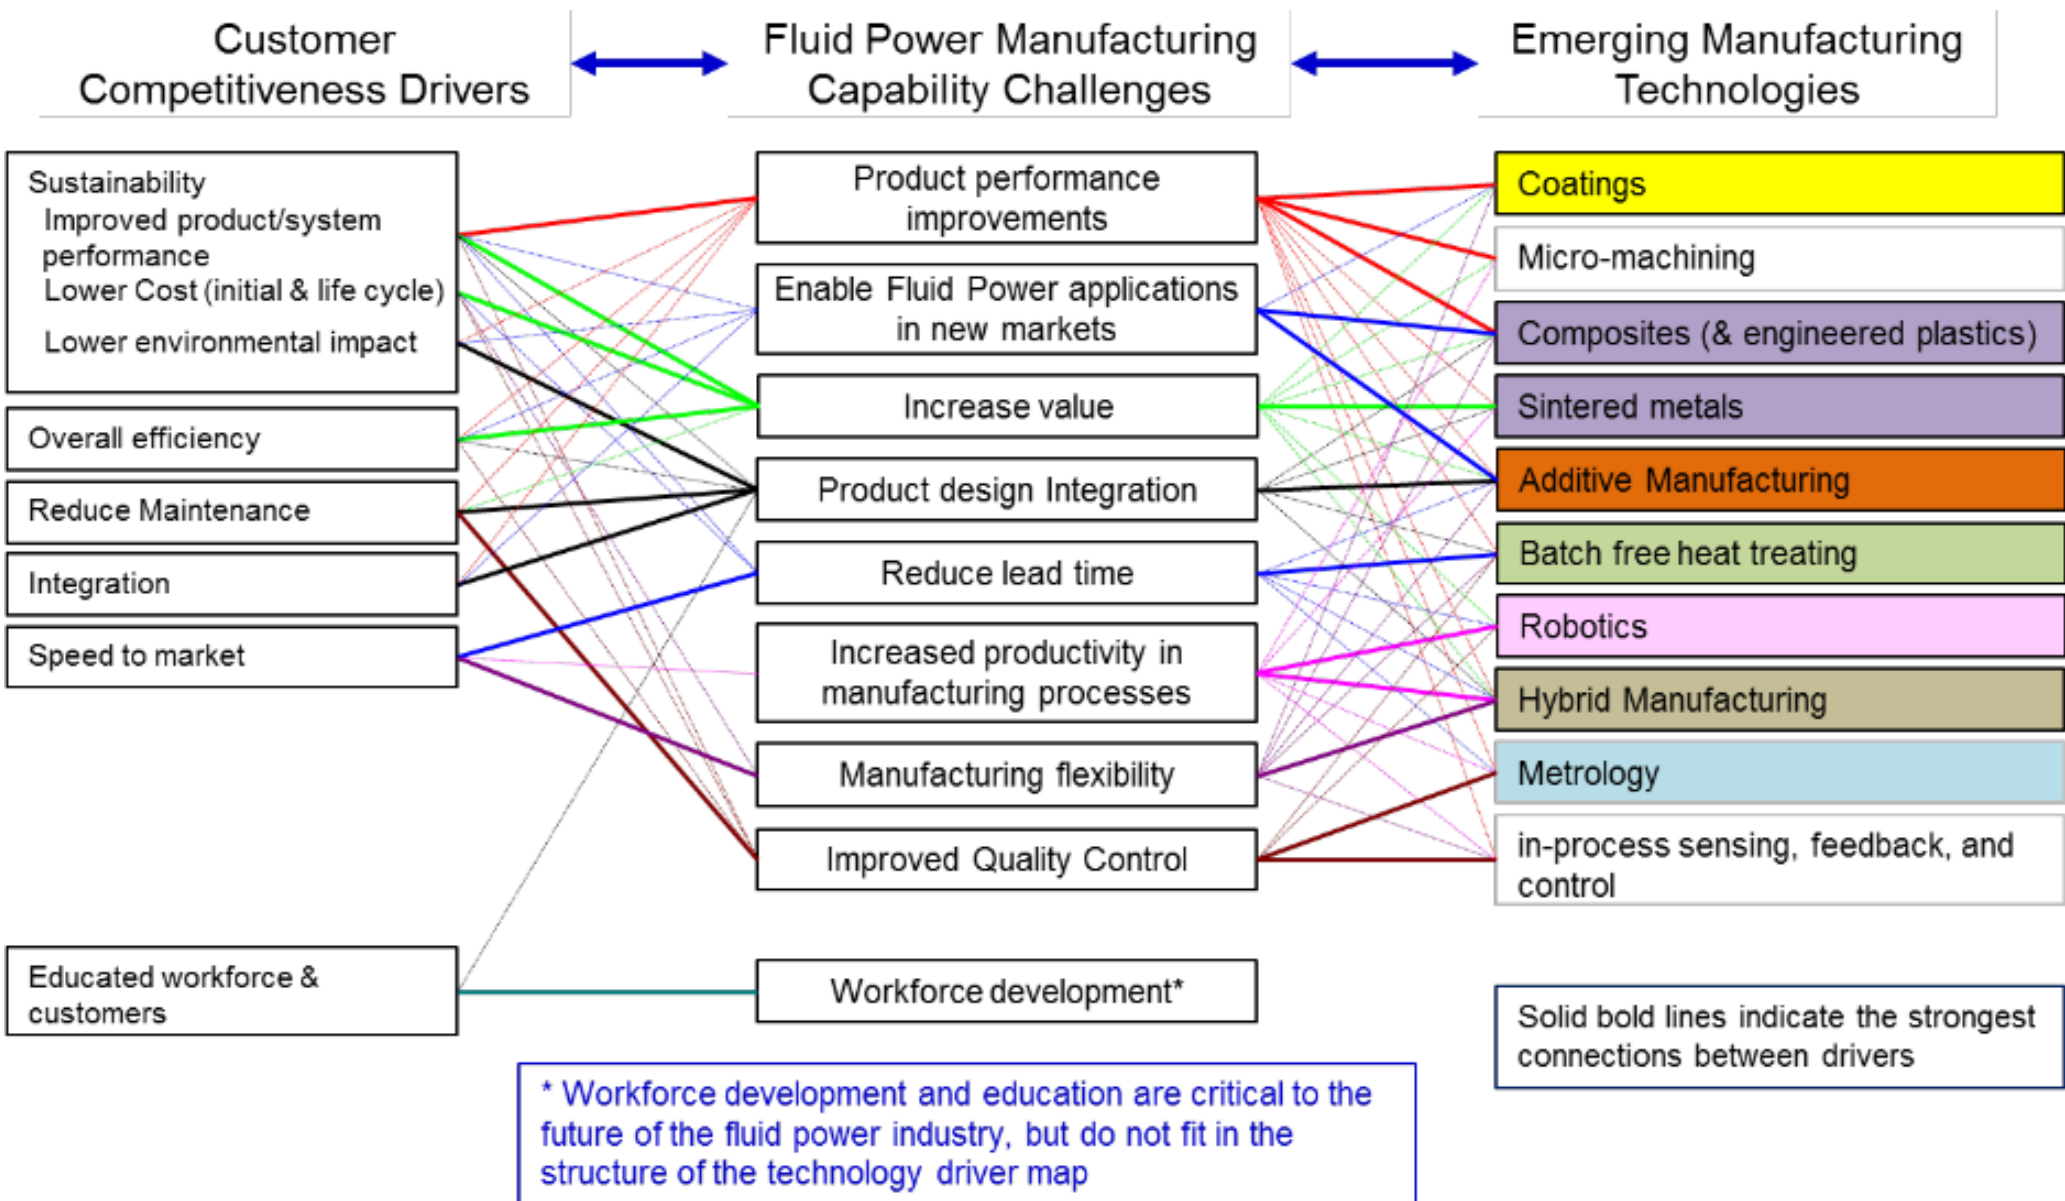 Customer
Competitiveness Drivers
Fluid Power Manufacturing
Capability Challenges
Emerging Manufacturing
Technologies
Sustainability
Improved product/system
performance
Lower Cost (initial & life cycle)
Lower environmental impact
Overall efficiency
Reduce Maintenance
Integration
Speed to market
Educated workforce &
customers
Product performance
improvements
Enable Fluid Power applications
in new markets
Increase value
Product design Integration
Reduce lead time
Increased productivity in
manufacturing processes
Manufacturing flexibility
Improved Quality Control
Workforce development*
Coatings
Micro-machining
Composites (& engineered plastics)
Sintered metals
Additive Manufacturing
Batch free heat treating
Robotics
Hybrid Manufacturing
Metrology
in-process sensing, feedback, and
control
Solid bold lines indicate the strongest
connections between drivers
* Workforce development and education are critical to the
future of the fluid power industry, but do not fit in the
structure of the technology driver map